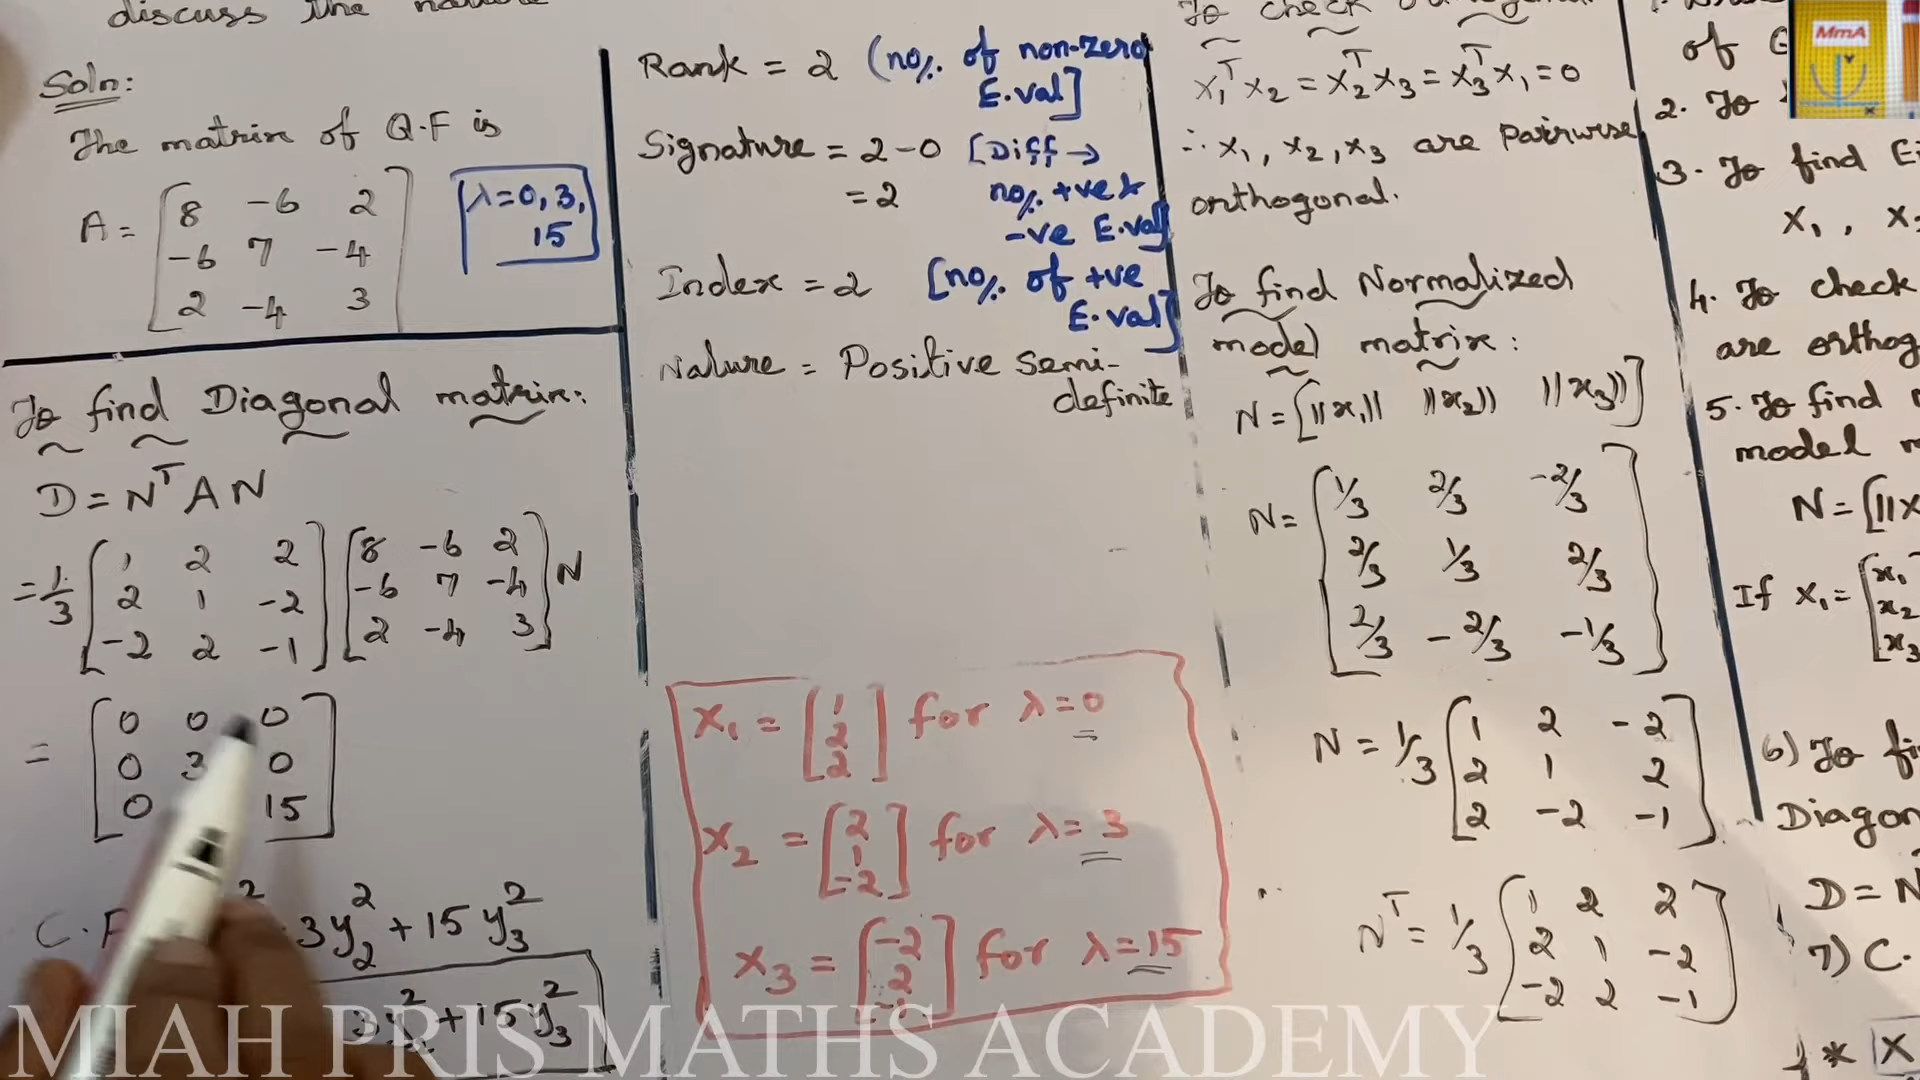 discuss the nature
Soln:
The matrix of Q.F is
A = [8 -6 2
-6 7 -4
2 -4 3]
λ=0, 3,
15
To find Diagonal matrix:
D = Nᵀ A N
= 1/3 [1 2 2 [8 -6 2
2 1 -2 -6 7 -4
-2 2 -1] 2 -4 3] N
= [0 0 0
0 3 0
0 15]
3y₂² + 15y₃²
3y₂² + 15y₃²
Rank = 2 (no/. of non-zero
E.val]
Signature = 2-0 [Diff →
= 2 no/. +ve &
-ve E.val]
Index = 2 [no/. of +ve
E.val]
Nature = Positive Semi-
definite
X₁ = [1
2
2] for λ=0
X₂ = [2
1
-2] for λ=3
X₃ = [-2
2
-1] for λ=15
To check
X₁ᵀX₂ = X₂ᵀX₃ = X₃ᵀX₁ = 0
∴ X₁, X₂, X₃ are pairwise
orthogonal.
To find Normalized
model matrix:
N = [||X₁|| ||X₂|| ||X₃||]
N = [1/3 2/3 -2/3
2/3 1/3 2/3
2/3 -2/3 -1/3]
N = 1/3 [1 2 -2
2 1 2
2 -2 -1]
Nᵀ = 1/3 [1 2 2
2 1 -2
-2 2 -1]
of
2. To
3. To find
X₁,
4. To check
are
5. To find
model
N = [||X
If X₁ = [x₁
x₂
x₃
6) To
D = N
7) C.
* X
MmA
MIAH PRIS MATHS ACADEMY